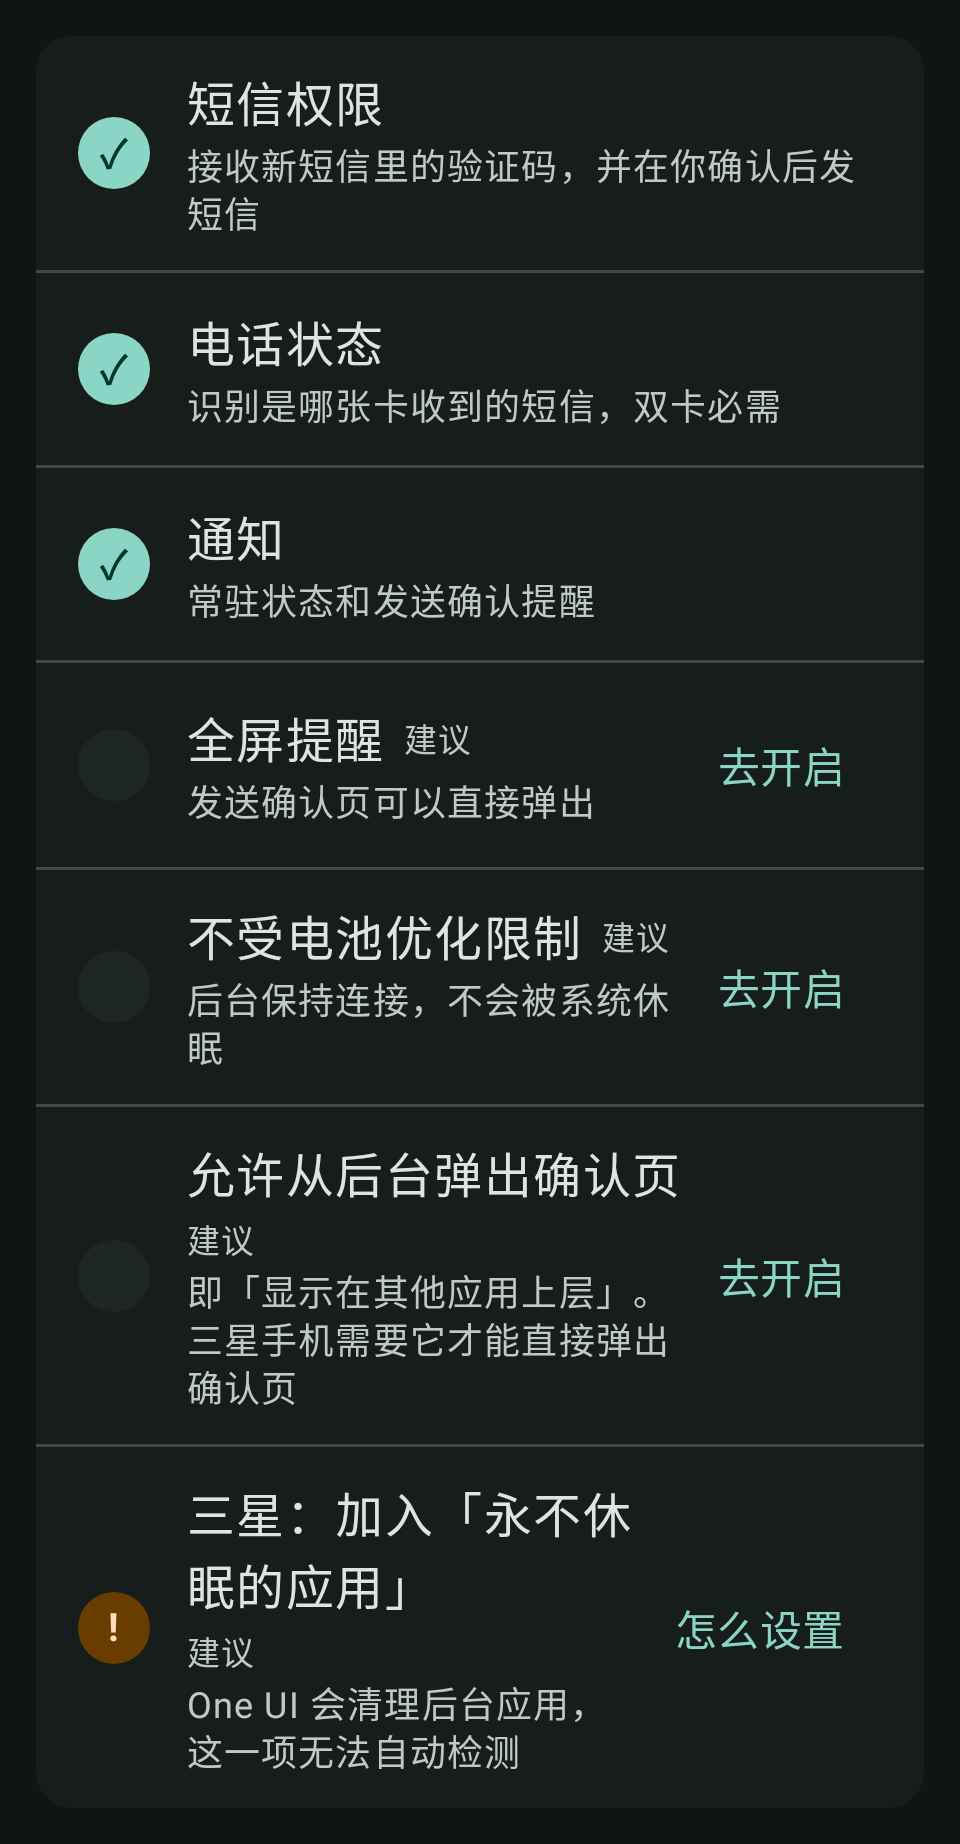 短信权限
接收新短信里的验证码，并在你确认后发
短信
电话状态
识别是哪张卡收到的短信，双卡必需
通知
常驻状态和发送确认提醒
全屏提醒 建议
发送确认页可以直接弹出
去开启
不受电池优化限制 建议
后台保持连接，不会被系统休
眠
去开启
允许从后台弹出确认页
建议
即「显示在其他应用上层」。
三星手机需要它才能直接弹出
确认页
去开启
三星：加入「永不休
眠的应用」
建议
One UI 会清理后台应用，
这一项无法自动检测
怎么设置